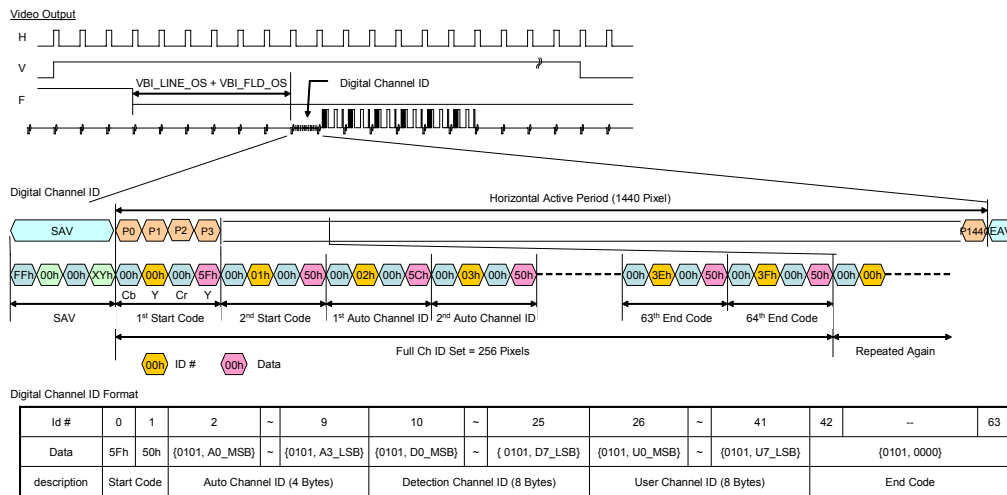 Video Output
H
V
VBI_LINE_OS + VBI_FLD_OS
Digital Channel ID
F
Digital Channel ID
Horizontal Active Period (1440 Pixel)
SAV P0 P1 P2 P3 P1440 EAV
FFh 00h 00h XYh 00h 00h 00h 5Fh 00h 01h 00h 50h 00h 02h 00h 5Ch 00h 03h 00h 50h 00h 3Eh 00h 50h 00h 3Fh 00h 50h 00h 00h
Cb Y Cr Y
SAV 1st Start Code 2nd Start Code 1st Auto Channel ID 2nd Auto Channel ID 63th End Code 64th End Code
Full Ch ID Set = 256 Pixels Repeated Again
00h ID # 00h Data
Digital Channel ID Format
Id # 0 1 2 ~ 9 10 ~ 25 26 ~ 41 42 -- 63
Data 5Fh 50h {0101, A0_MSB} ~ {0101, A3_LSB} {0101, D0_MSB} ~ { 0101, D7_LSB} {0101, U0_MSB} ~ {0101, U7_LSB} {0101, 0000}
description Start Code Auto Channel ID (4 Bytes) Detection Channel ID (8 Bytes) User Channel ID (8 Bytes) End Code